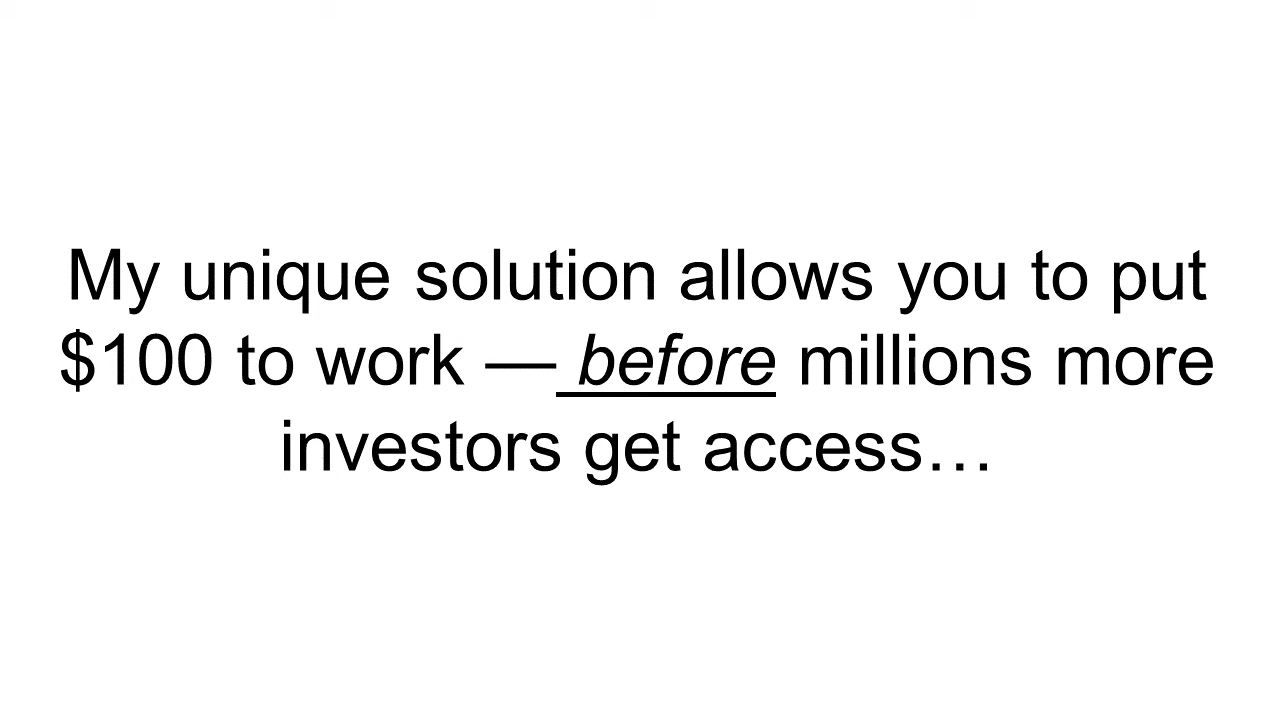 My unique solution allows you to put
$100 to work — before millions more
investors get access…